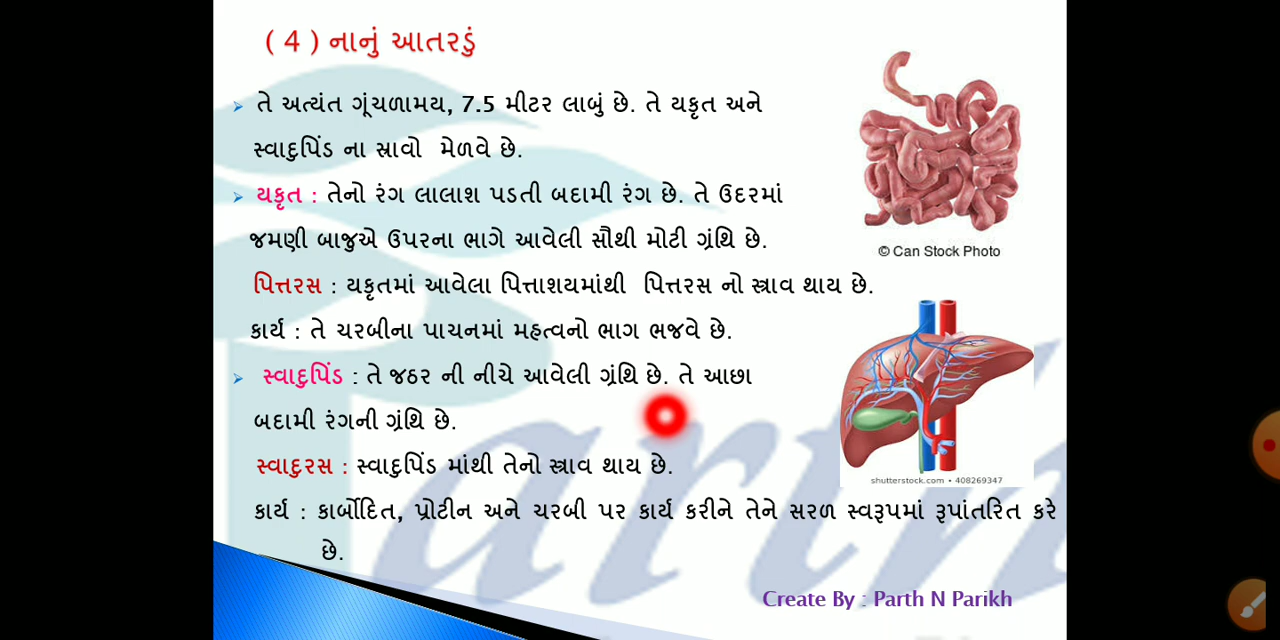 ( 4 ) નાનું આતરડું
તે અત્યંત ગૂંચળામય, 7.5 મીટર લાબું છે. તે યકૃત અને
સ્વાદુપિંડ ના સ્રાવો મેળવે છે.
© Can Stock Photo
યકૃત : તેનો રંગ લાલાશ પડતી બદામી રંગ છે. તે ઉદરમાં
જમણી બાજુએ ઉપરના ભાગે આવેલી સૌથી મોટી ગ્રંથિ છે.
પિત્તરસ : યકૃતમાં આવેલા પિત્તાશયમાંથી પિત્તરસ નો સ્ત્રાવ થાય છે.
કાર્ય : તે ચરબીના પાચનમાં મહત્વનો ભાગ ભજવે છે.
સ્વાદુપિંડ : તે જઠર ની નીચે આવેલી ગ્રંથિ છે. તે આછા
બદામી રંગની ગ્રંથિ છે.
સ્વાદુરસ : સ્વાદુપિંડ માંથી તેનો સ્ત્રાવ થાય છે.
shutterstock.com • 408269347
કાર્ય : કાર્બોદિત, પ્રોટીન અને ચરબી પર કાર્ય કરીને તેને સરળ સ્વરૂપમાં રૂપાંતરિત કરે
છે.
Create By : Parth N Parikh